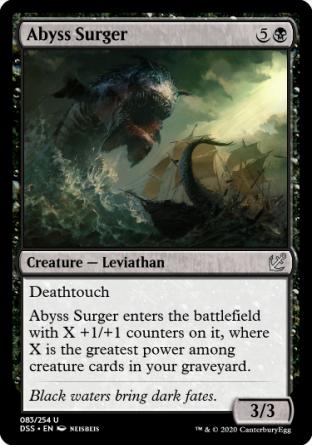 Abyss Surger 5
Creature — Leviathan
Deathtouch
Abyss Surger enters the battlefield
with X +1/+1 counters on it, where
X is the greatest power among
creature cards in your graveyard.
Black waters bring dark fates.
3/3
083/254 U
DSS • EN NEISBEIS
™ & © 2020 CanterburyEgg